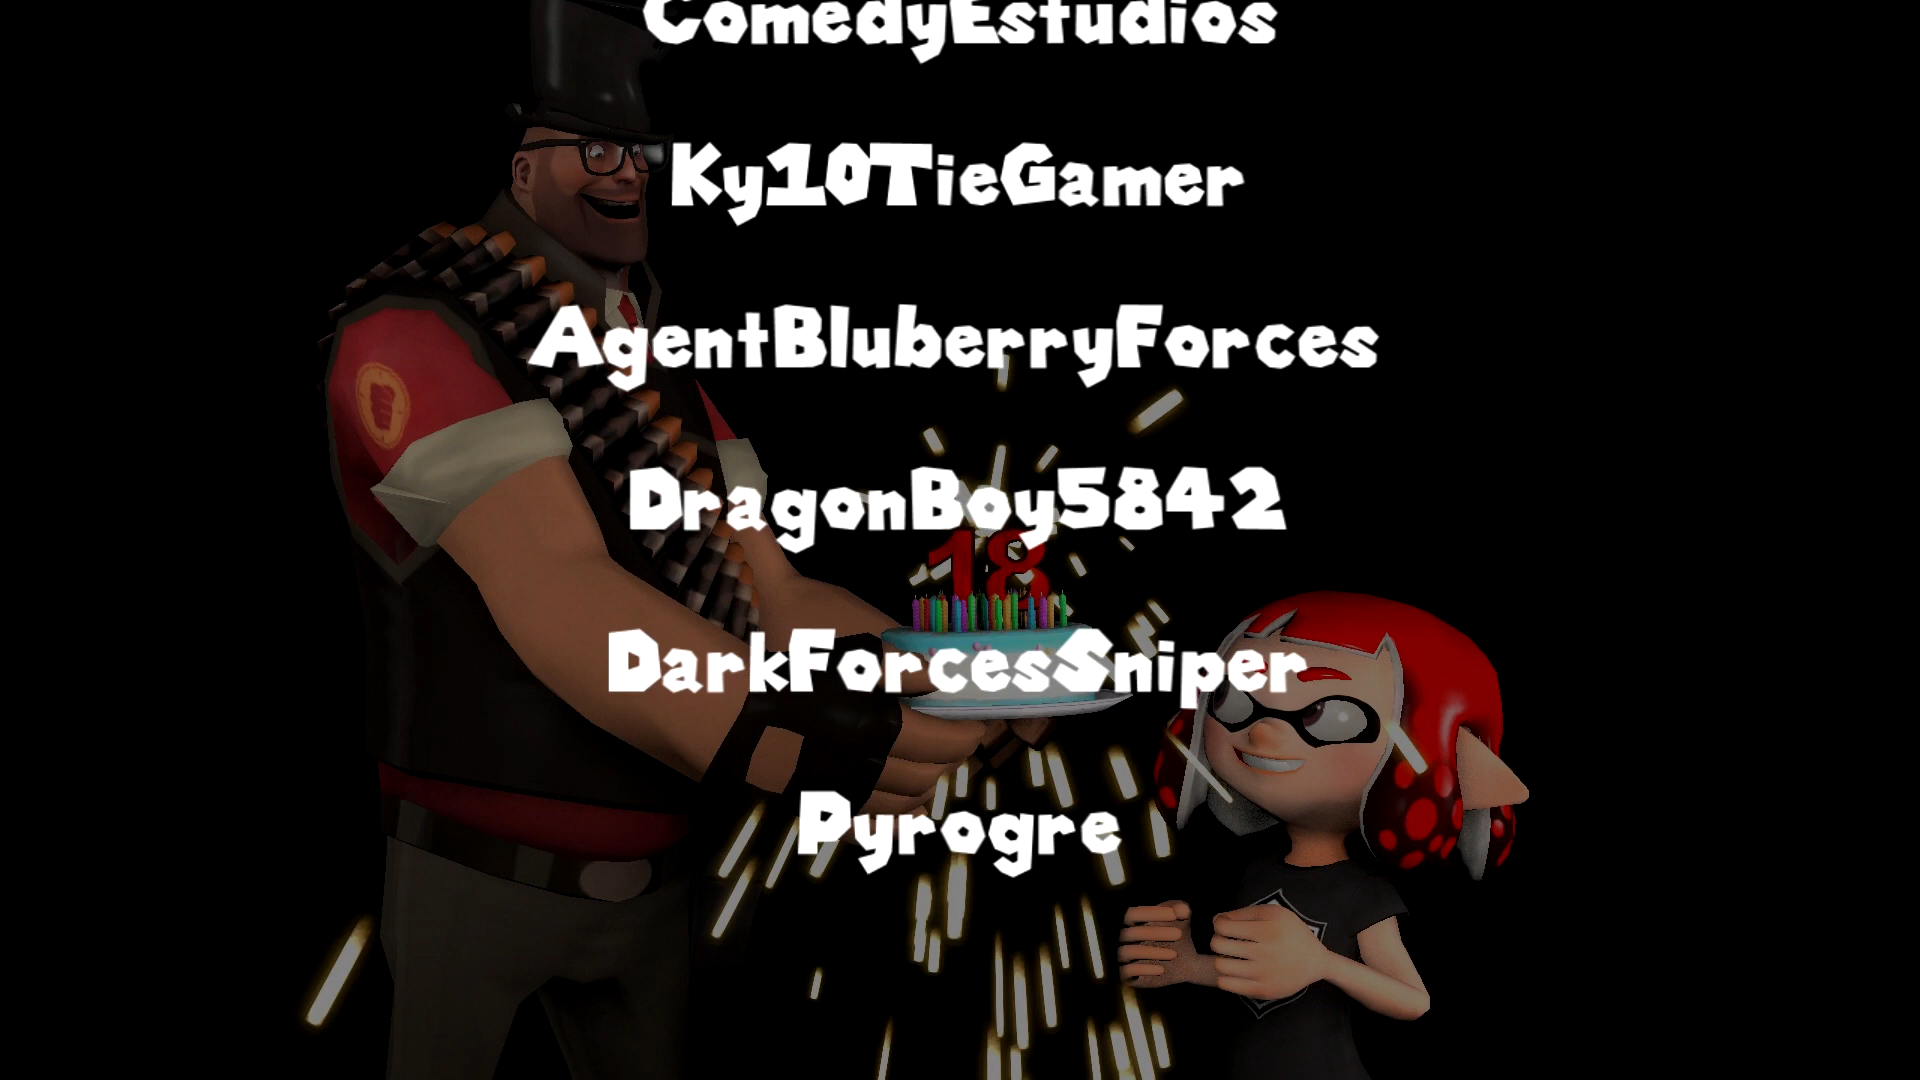 ComedyEstudios
Ky10TieGamer
AgentBluberryForces
DragonBoy5842
18
DarkForcesSniper
Pyrogre